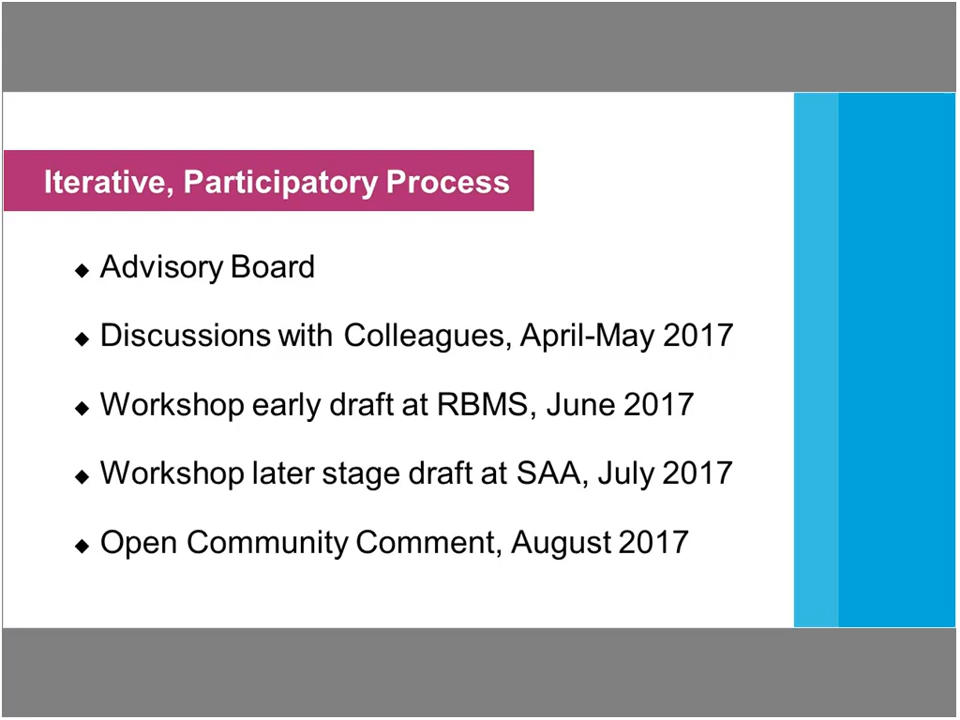 Iterative, Participatory Process
◆ Advisory Board
◆ Discussions with Colleagues, April-May 2017
◆ Workshop early draft at RBMS, June 2017
◆ Workshop later stage draft at SAA, July 2017
◆ Open Community Comment, August 2017